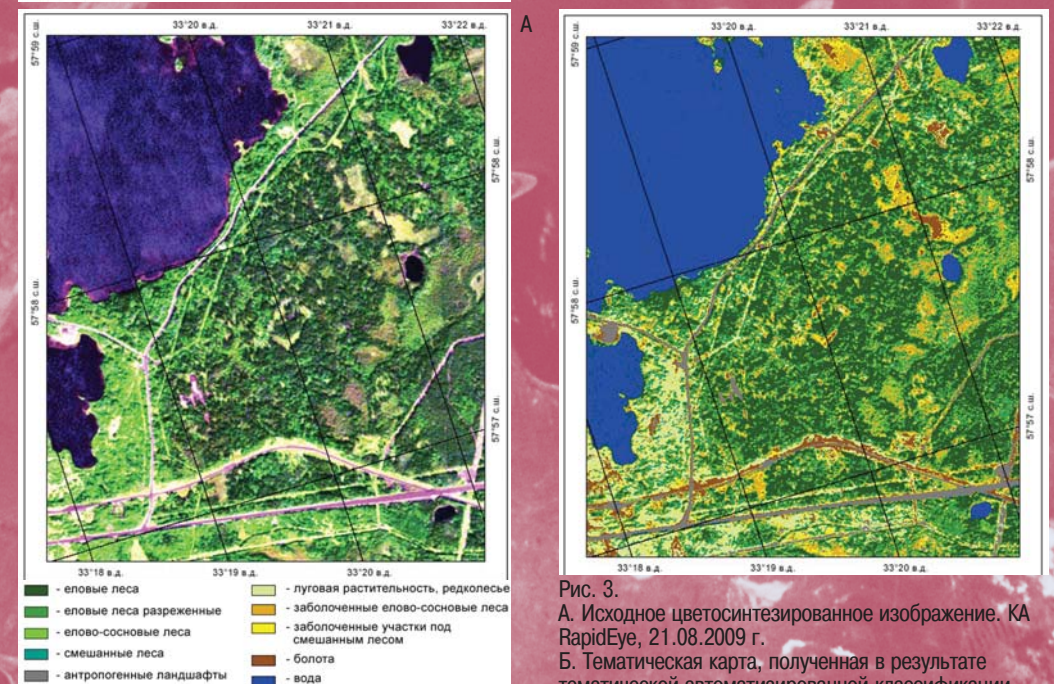 33°20 в.д. 33°21 в.д. 33°22 в.д.
57°59 с.ш.
57°58 с.ш.
57°58 с.ш.
57°57 с.ш.
33°18 в.д. 33°19 в.д. 33°20 в.д.
А
33°20 в.д. 33°21 в.д. 33°22 в.д.
57°59 с.ш.
57°58 с.ш.
57°58 с.ш.
57°57 с.ш.
33°18 в.д. 33°19 в.д. 33°20 в.д.
- еловые леса
- еловые леса разреженные
- елово-сосновые леса
- смешанные леса
- антропогенные ландшафты
- луговая растительность, редколесье
- заболоченные елово-сосновые леса
- заболоченные участки под
смешанным лесом
- болота
- вода
Рис. 3.
А. Исходное цветосинтезированное изображение. КА
RapidEye, 21.08.2009 г.
Б. Тематическая карта, полученная в результате
тематической автоматизированной классификации